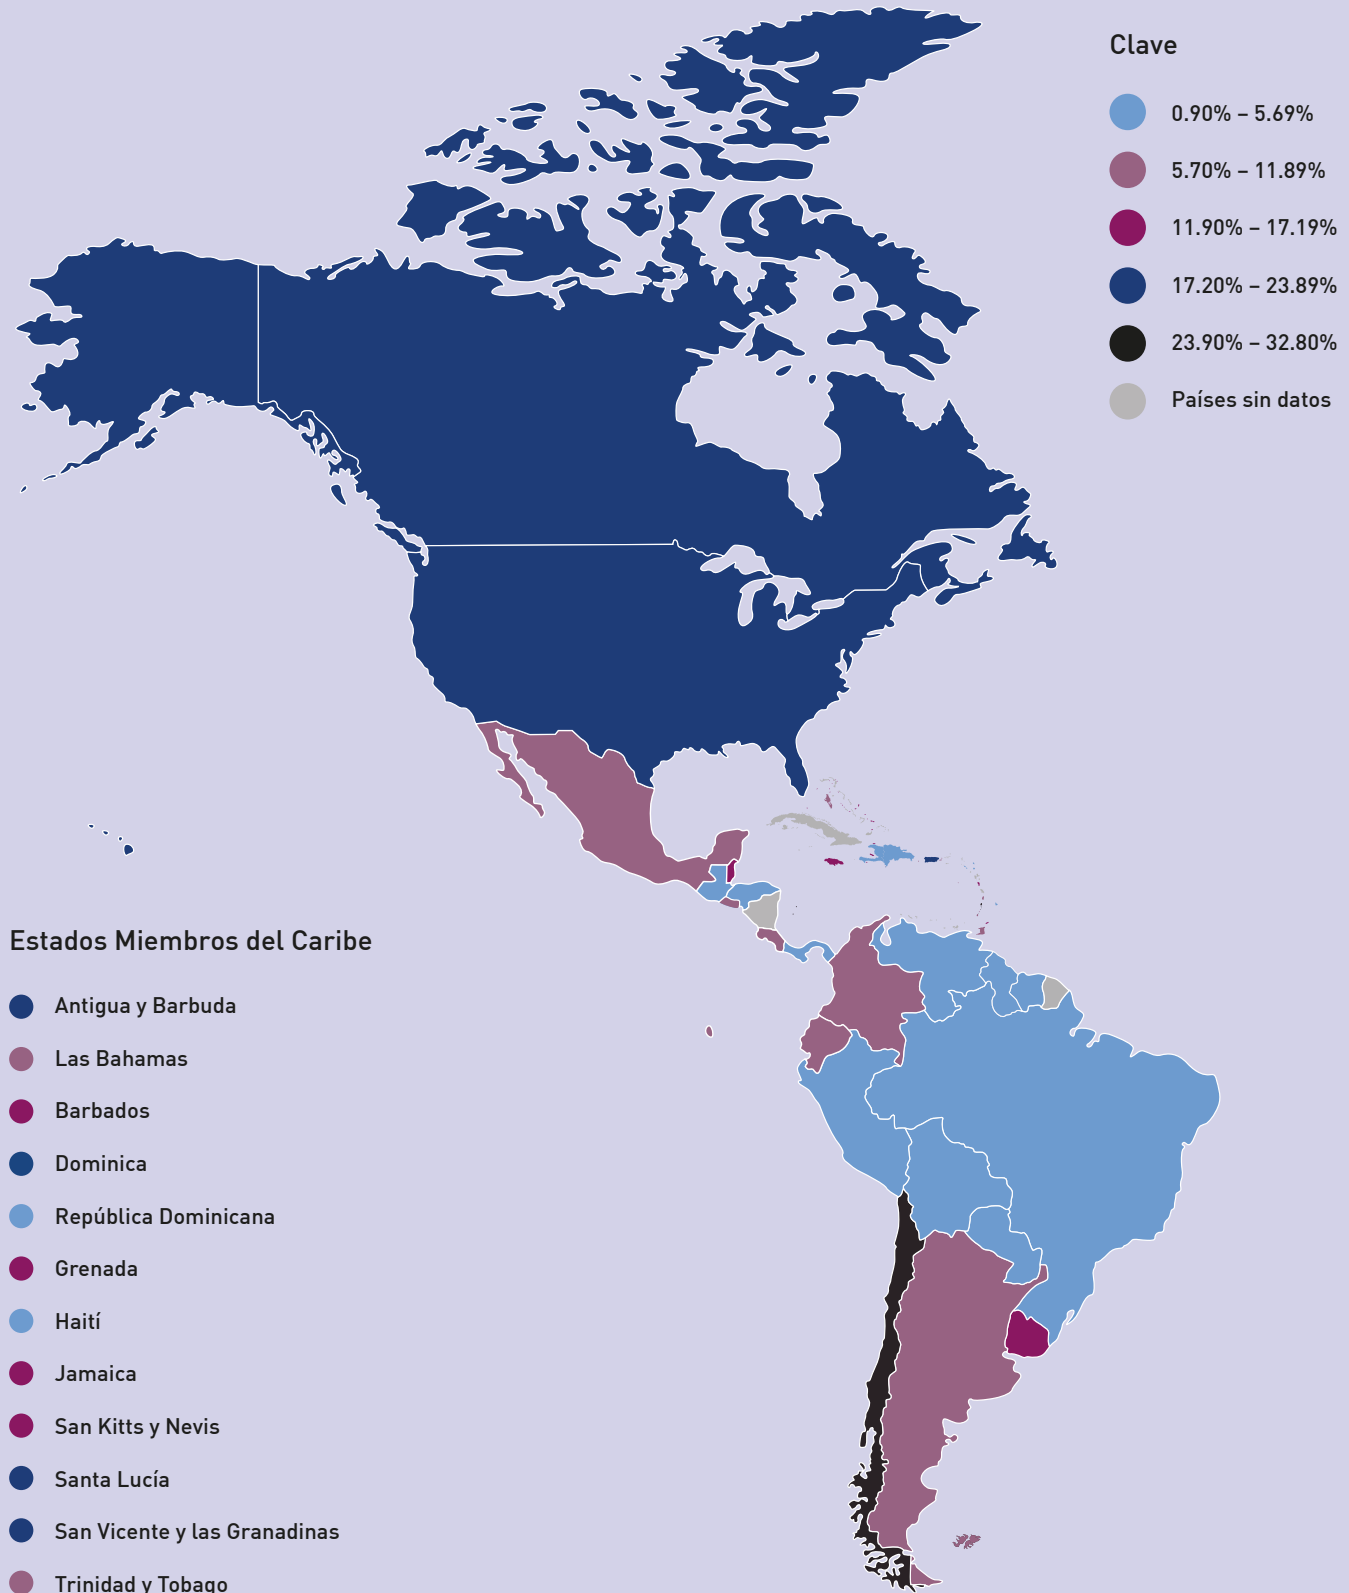 Clave
0.90% – 5.69%
5.70% – 11.89%
11.90% – 17.19%
17.20% – 23.89%
23.90% – 32.80%
Países sin datos
Estados Miembros del Caribe
Antigua y Barbuda
Las Bahamas
Barbados
Dominica
República Dominicana
Grenada
Haití
Jamaica
San Kitts y Nevis
Santa Lucía
San Vicente y las Granadinas
Trinidad y Tobago